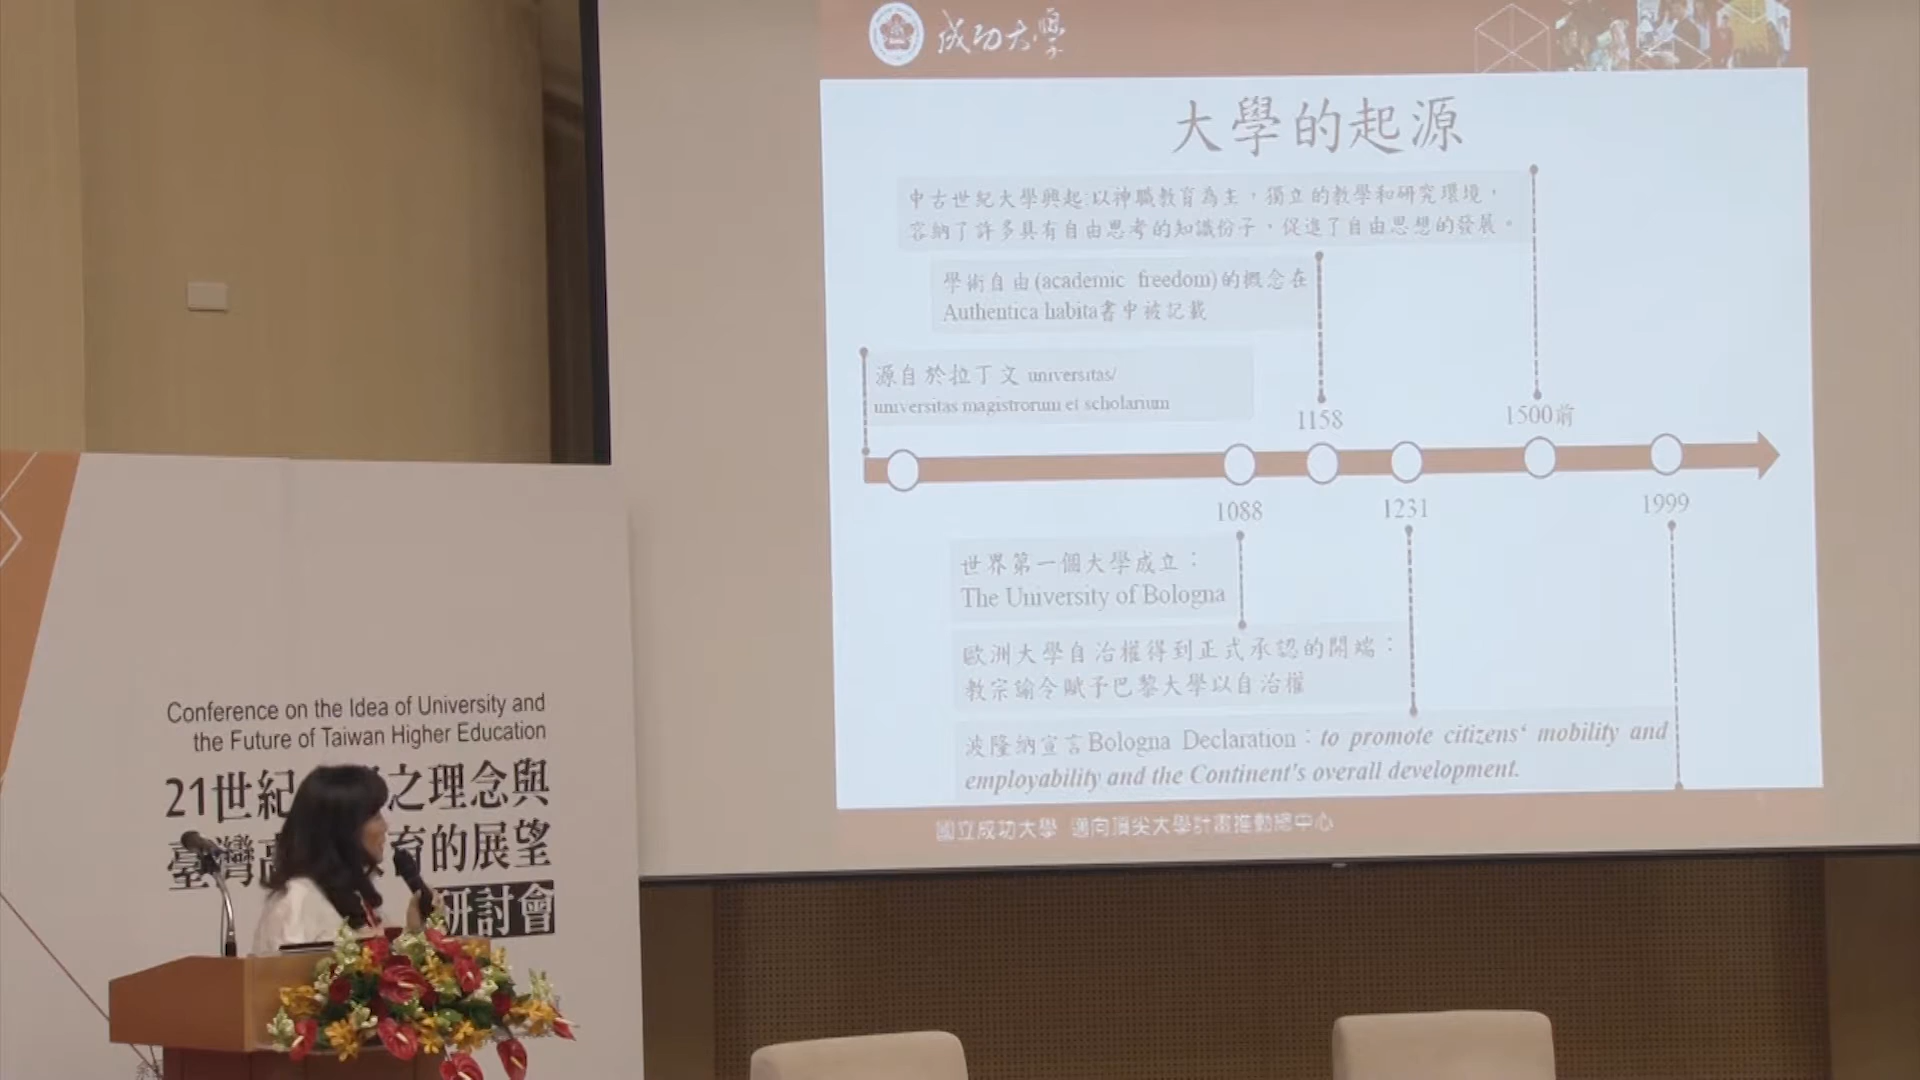 成功大學
大學的起源
中古世紀大學興起:以神職教育為主,獨立的教學和研究環境,
容納了許多具有自由思考的知識份子,促進了自由思想的發展。
學術自由(academic freedom)的概念在
Authentica habita書中被記載
源自於拉丁文 universitas/
universitas magistrorum et scholarium
1158
1500前
1088
1231
1999
世界第一個大學成立:
The University of Bologna
歐洲大學自治權得到正式承認的開端:
教宗諭令賦予巴黎大學以自治權
波隆納宣言Bologna Declaration:to promote citizens‘ mobility and
employability and the Continent's overall development.
國立成功大學 邁向頂尖大學計畫推動總中心
Conference on the Idea of University and
the Future of Taiwan Higher Education
21世紀 之理念與
臺灣高 育的展望
研討會